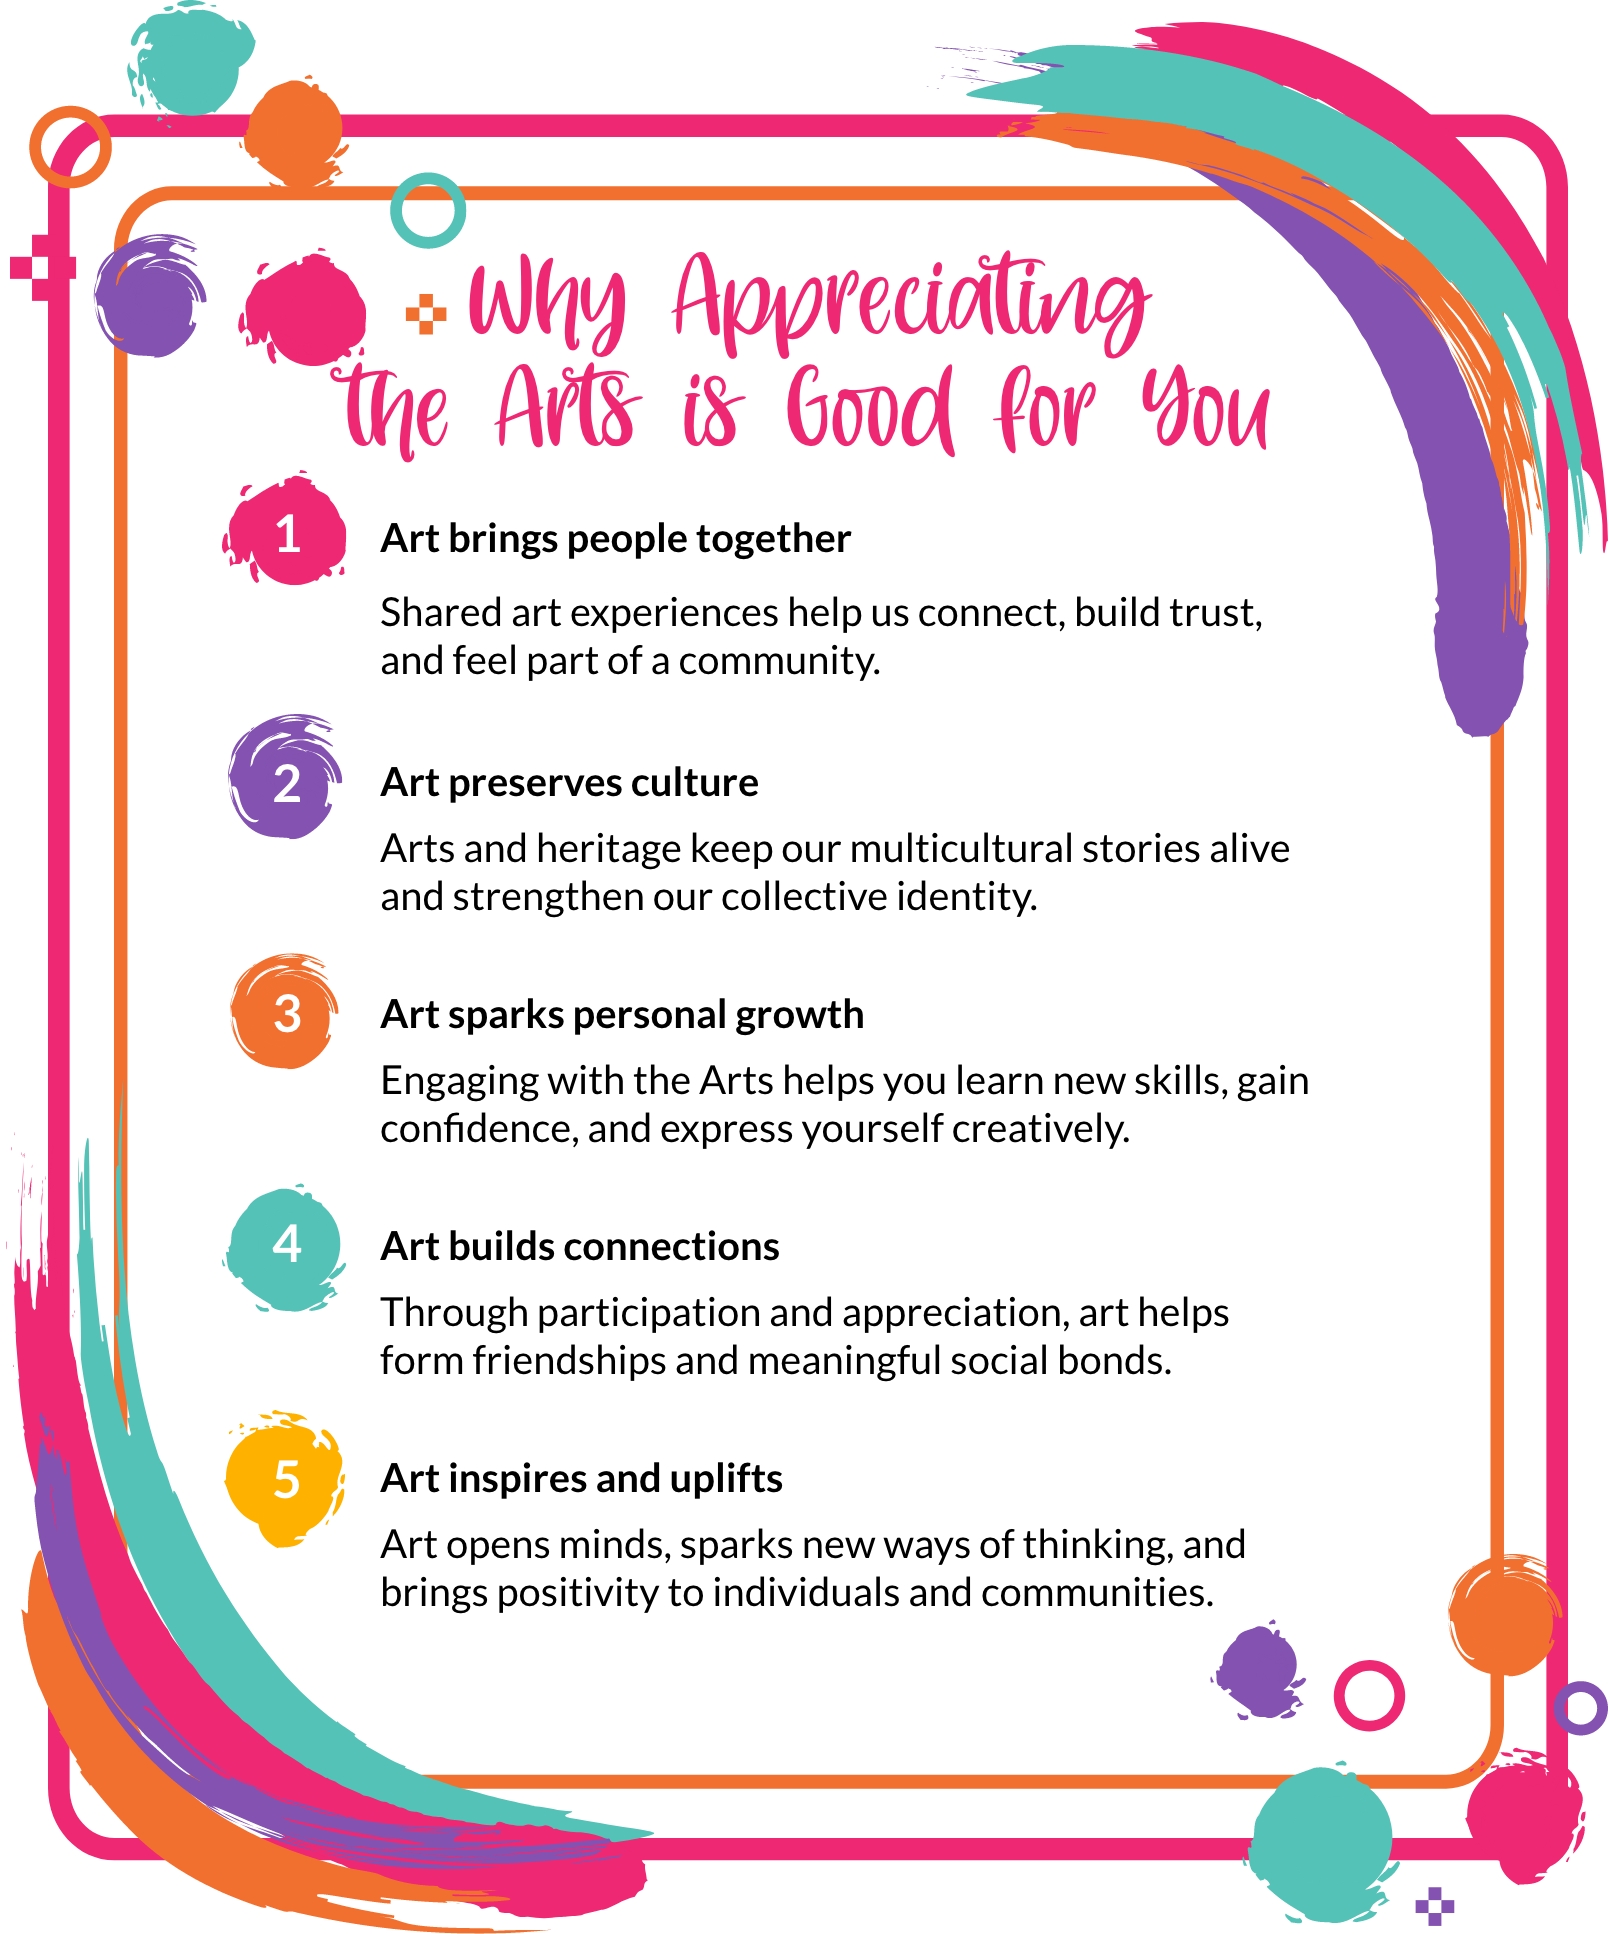 Why Appreciating
the Arts is Good for You
1
Art brings people together
Shared art experiences help us connect, build trust,
and feel part of a community.
2
Art preserves culture
Arts and heritage keep our multicultural stories alive
and strengthen our collective identity.
3
Art sparks personal growth
Engaging with the Arts helps you learn new skills, gain
confidence, and express yourself creatively.
4
Art builds connections
Through participation and appreciation, art helps
form friendships and meaningful social bonds.
5
Art inspires and uplifts
Art opens minds, sparks new ways of thinking, and
brings positivity to individuals and communities.